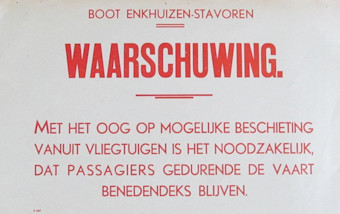 BOOT ENKHUIZEN-STAVOREN
WAARSCHUWING.
MET HET OOG OP MOGELIJKE BESCHIETING
VANUIT VLIEGTUIGEN IS HET NOODZAKELIJK,
DAT PASSAGIERS GEDURENDE DE VAART
BENEDENDEKS BLIJVEN.